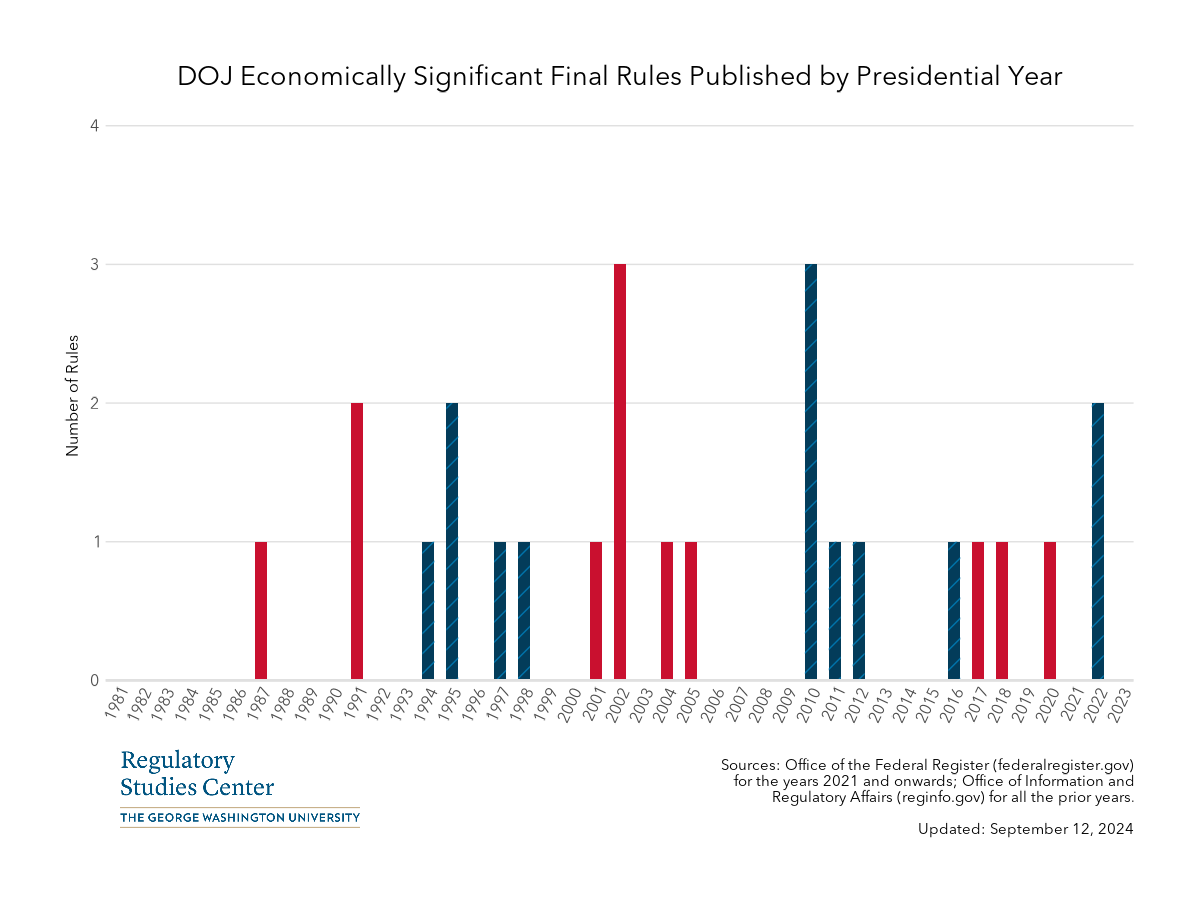 DOJ Economically Significant Final Rules Published by Presidential Year
Number of Rules
4
3
2
1
0
1981 1982 1983 1984 1985 1986 1987 1988 1989 1990 1991 1992 1993 1994 1995 1996 1997 1998 1999 2000 2001 2002 2003 2004 2005 2006 2007 2008 2009 2010 2011 2012 2013 2014 2015 2016 2017 2018 2019 2020 2021 2022 2023
Regulatory
Studies Center
THE GEORGE WASHINGTON UNIVERSITY
Sources: Office of the Federal Register (federalregister.gov)
for the years 2021 and onwards; Office of Information and
Regulatory Affairs (reginfo.gov) for all the prior years.
Updated: September 12, 2024